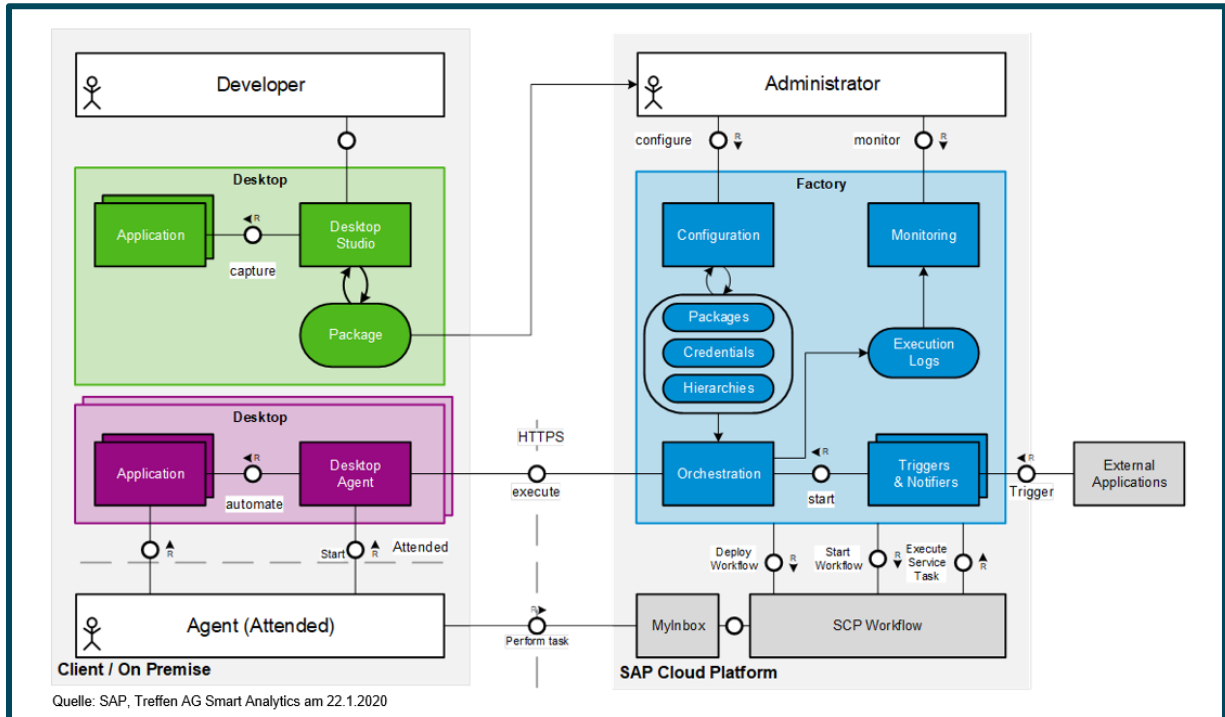 Developer
Administrator
configure
R
monitor
R
Desktop
Factory
Application
R
capture
Desktop
Studio
Configuration
Monitoring
Package
Packages
Credentials
Hierarchies
Execution
Logs
Desktop
HTTPS
Application
R
automate
Desktop
Agent
execute
Orchestration
R
start
Triggers
& Notifiers
R
Trigger
External
Applications
R
Start
R
Attended
Deploy
Workflow
R
Start
Workflow
R
Execute
Service
Task
R
Agent (Attended)
R
Perform task
MyInbox
SCP Workflow
Client / On Premise
SAP Cloud Platform
Quelle: SAP, Treffen AG Smart Analytics am 22.1.2020